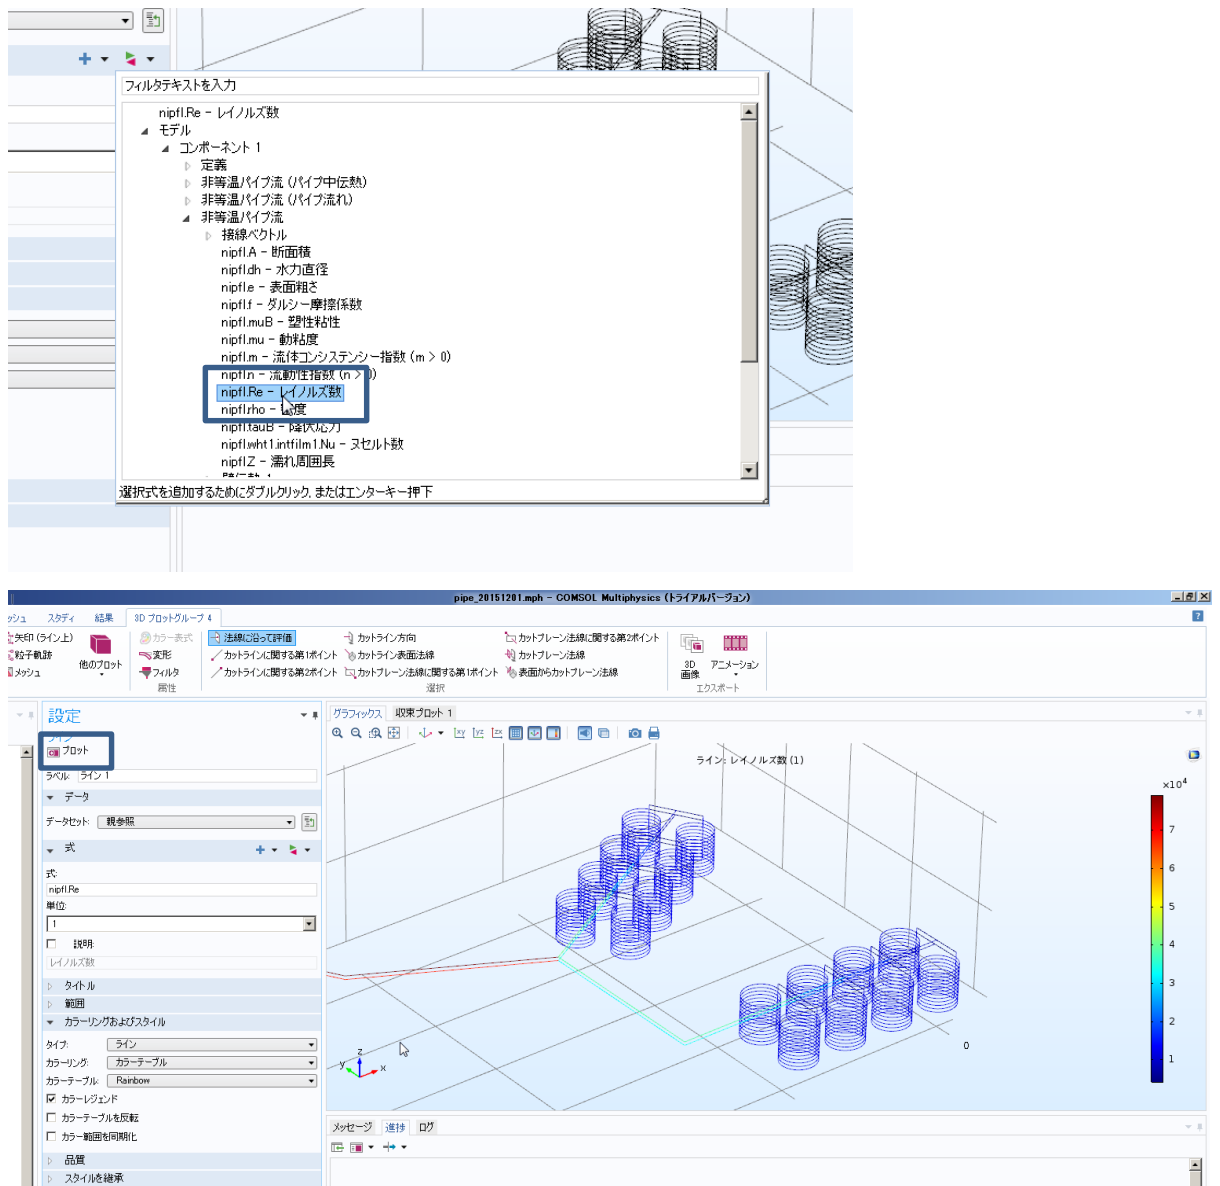 フィルタテキストを入力
nipfl.Re - レイノルズ数
モデル
コンポーネント 1
定義
非等温パイプ流 (パイプ中伝熱)
非等温パイプ流 (パイプ流れ)
非等温パイプ流
接線ベクトル
nipfl.A - 断面積
nipfl.dh - 水力直径
nipfl.e - 表面粗さ
nipfl.f - ダルシー摩擦係数
nipfl.muB - 塑性粘性
nipfl.mu - 動粘度
nipfl.m - 流体コンシステンシー指数 (m > 0)
nipfl.n - 流動性指数 (n > 0)
nipfl.Re - レイノルズ数
nipfl.rho - 密度
nipfl.tauB - 降伏応力
nipfl.wht1.intfilm1.Nu - ヌセルト数
nipfl.Z - 濡れ周囲長
選択式を追加するためにダブルクリック, またはエンターキー押下
pipe_20151201.mph - COMSOL Multiphysics (トライアルバージョン)
ッシュ スタディ 結果 3D プロットグループ 4
矢印 (ライン上) カラー表式 法線に沿って評価 カットライン方向 カットプレーン法線に関する第2ポイント
粒子軌跡 他のプロット 変形 カットラインに関する第1ポイント カットライン表面法線 カットプレーン法線 3D 画像 アニメーション
メッシュ フィルタ カットラインに関する第2ポイント カットプレーン法線に関する第1ポイント 表面からカットプレーン法線
属性 選択 エクスポート
設定
ライン
プロット
ラベル: ライン 1
データ
データセット: 親参照
式
式:
nipfl.Re
単位:
1
説明:
レイノルズ数
タイトル
範囲
カラーリングおよびスタイル
タイプ: ライン
カラーリング: カラーテーブル
カラーテーブル: Rainbow
カラーレジェンド
カラーテーブルを反転
カラー範囲を同期化
品質
スタイルを継承
グラフィックス 収束プロット 1
xy yz zx
ライン: レイノルズ数 (1)
×10⁴
7
6
5
4
3
2
1
0
z
y
x
メッセージ 進捗 ログ